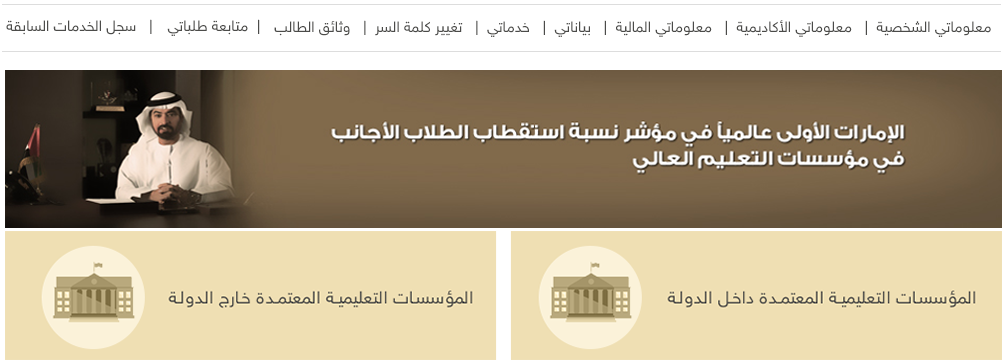 معلوماتي الشخصية | معلوماتي الأكاديمية | معلوماتي المالية | بياناتي | خدماتي | تغيير كلمة السر | وثائق الطالب | متابعة طلباتي | سجل الخدمات السابقة
الإمارات الأولى عالمياً في مؤشر نسبة استقطاب الطلاب الأجانب
في مؤسسات التعليم العالي
المؤسسات التعليمية المعتمدة داخل الدولة
المؤسسات التعليمية المعتمدة خارج الدولة